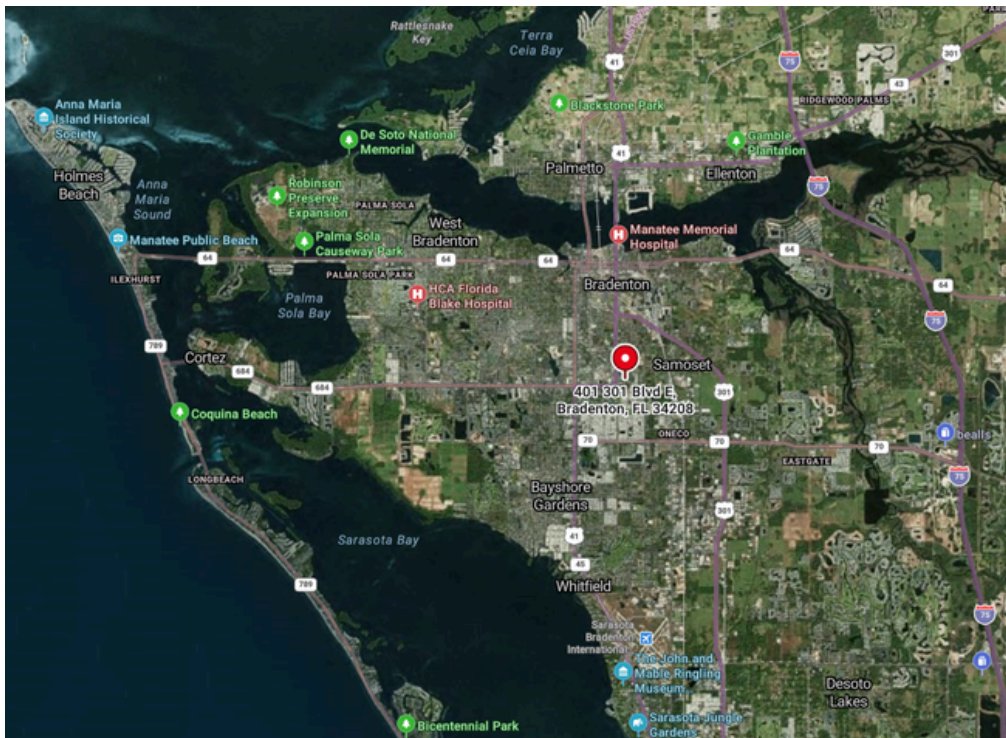 Rattlesnake
Key
Terra
Ceia Bay
41
75
301
43
RIDGEWOOD PALMS
Anna Maria
Island Historical
Society
Blackstone Park
De Soto National
Memorial
41
Gamble
Plantation
Palmetto
Ellenton
Holmes
Beach
Anna
Maria
Sound
Robinson
Preserve
Expansion
PALMA SOLA
75
West
Bradenton
Manatee Memorial
Hospital
Manatee Public Beach
Palma Sola
Causeway Park
64
64
64
64
ILEXHURST
PALMA SOLA PARK
Bradenton
64
HCA Florida
Blake Hospital
Palma
Sola Bay
75
789
Cortez
684
684
Samoset
401 301 Blvd E,
Bradenton, FL 34208
301
Coquina Beach
70
ONECO
70
70
bealls
EASTGATE
75
LONGBEACH
Bayshore
Gardens
301
Sarasota Bay
41
45
789
Whitfield
75
Sarasota
Bradenton
International
The John and
Mable Ringling
Museum...
Desoto
Lakes
Bicentennial Park
Sarasota Jungle
Gardens